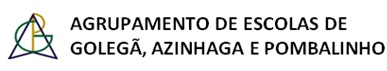 AGRUPAMENTO DE ESCOLAS DE
GOLEGÃ, AZINHAGA E POMBALINHO